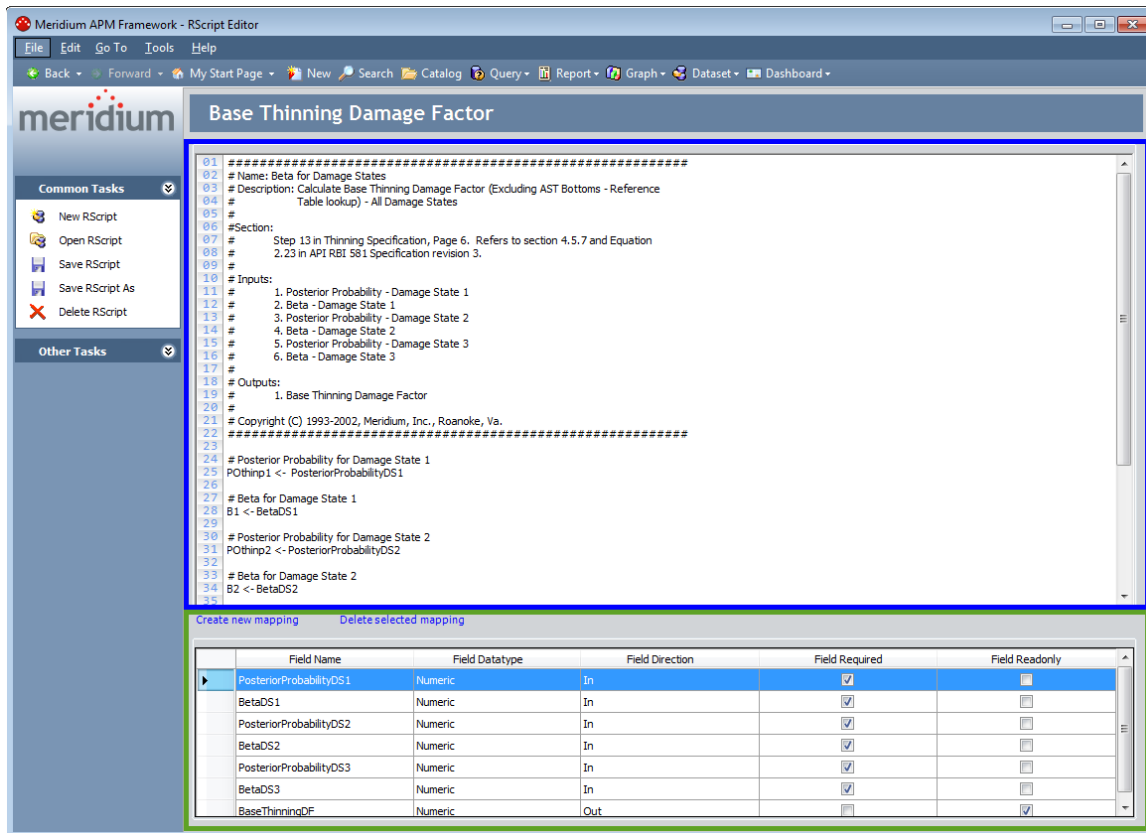 Meridium APM Framework - RScript Editor
File Edit Go To Tools Help
Back Forward My Start Page New Search Catalog Query Report Graph Dataset Dashboard
meridium
Base Thinning Damage Factor
Common Tasks
New RScript
Open RScript
Save RScript
Save RScript As
Delete RScript
Other Tasks
01 ##########################################################
02 # Name: Beta for Damage States
03 # Description: Calculate Base Thinning Damage Factor (Excluding AST Bottoms - Reference
04 # Table lookup) - All Damage States
05 #
06 #Section:
07 # Step 13 in Thinning Specification, Page 6. Refers to section 4.5.7 and Equation
08 # 2.23 in API RBI 581 Specification revision 3.
09 #
10 # Inputs:
11 # 1. Posterior Probability - Damage State 1
12 # 2. Beta - Damage State 1
13 # 3. Posterior Probability - Damage State 2
14 # 4. Beta - Damage State 2
15 # 5. Posterior Probability - Damage State 3
16 # 6. Beta - Damage State 3
17 #
18 # Outputs:
19 # 1. Base Thinning Damage Factor
20 #
21 # Copyright (C) 1993-2002, Meridium, Inc., Roanoke, Va.
22 ##########################################################
23
24 # Posterior Probability for Damage State 1
25 POthinp1 <- PosteriorProbabilityDS1
26
27 # Beta for Damage State 1
28 B1 <- BetaDS1
29
30 # Posterior Probability for Damage State 2
31 POthinp2 <- PosteriorProbabilityDS2
32
33 # Beta for Damage State 2
34 B2 <- BetaDS2
35
Create new mapping Delete selected mapping
Field Name Field Datatype Field Direction Field Required Field Readonly
PosteriorProbabilityDS1 Numeric In
BetaDS1 Numeric In
PosteriorProbabilityDS2 Numeric In
BetaDS2 Numeric In
PosteriorProbabilityDS3 Numeric In
BetaDS3 Numeric In
BaseThinningDF Numeric Out